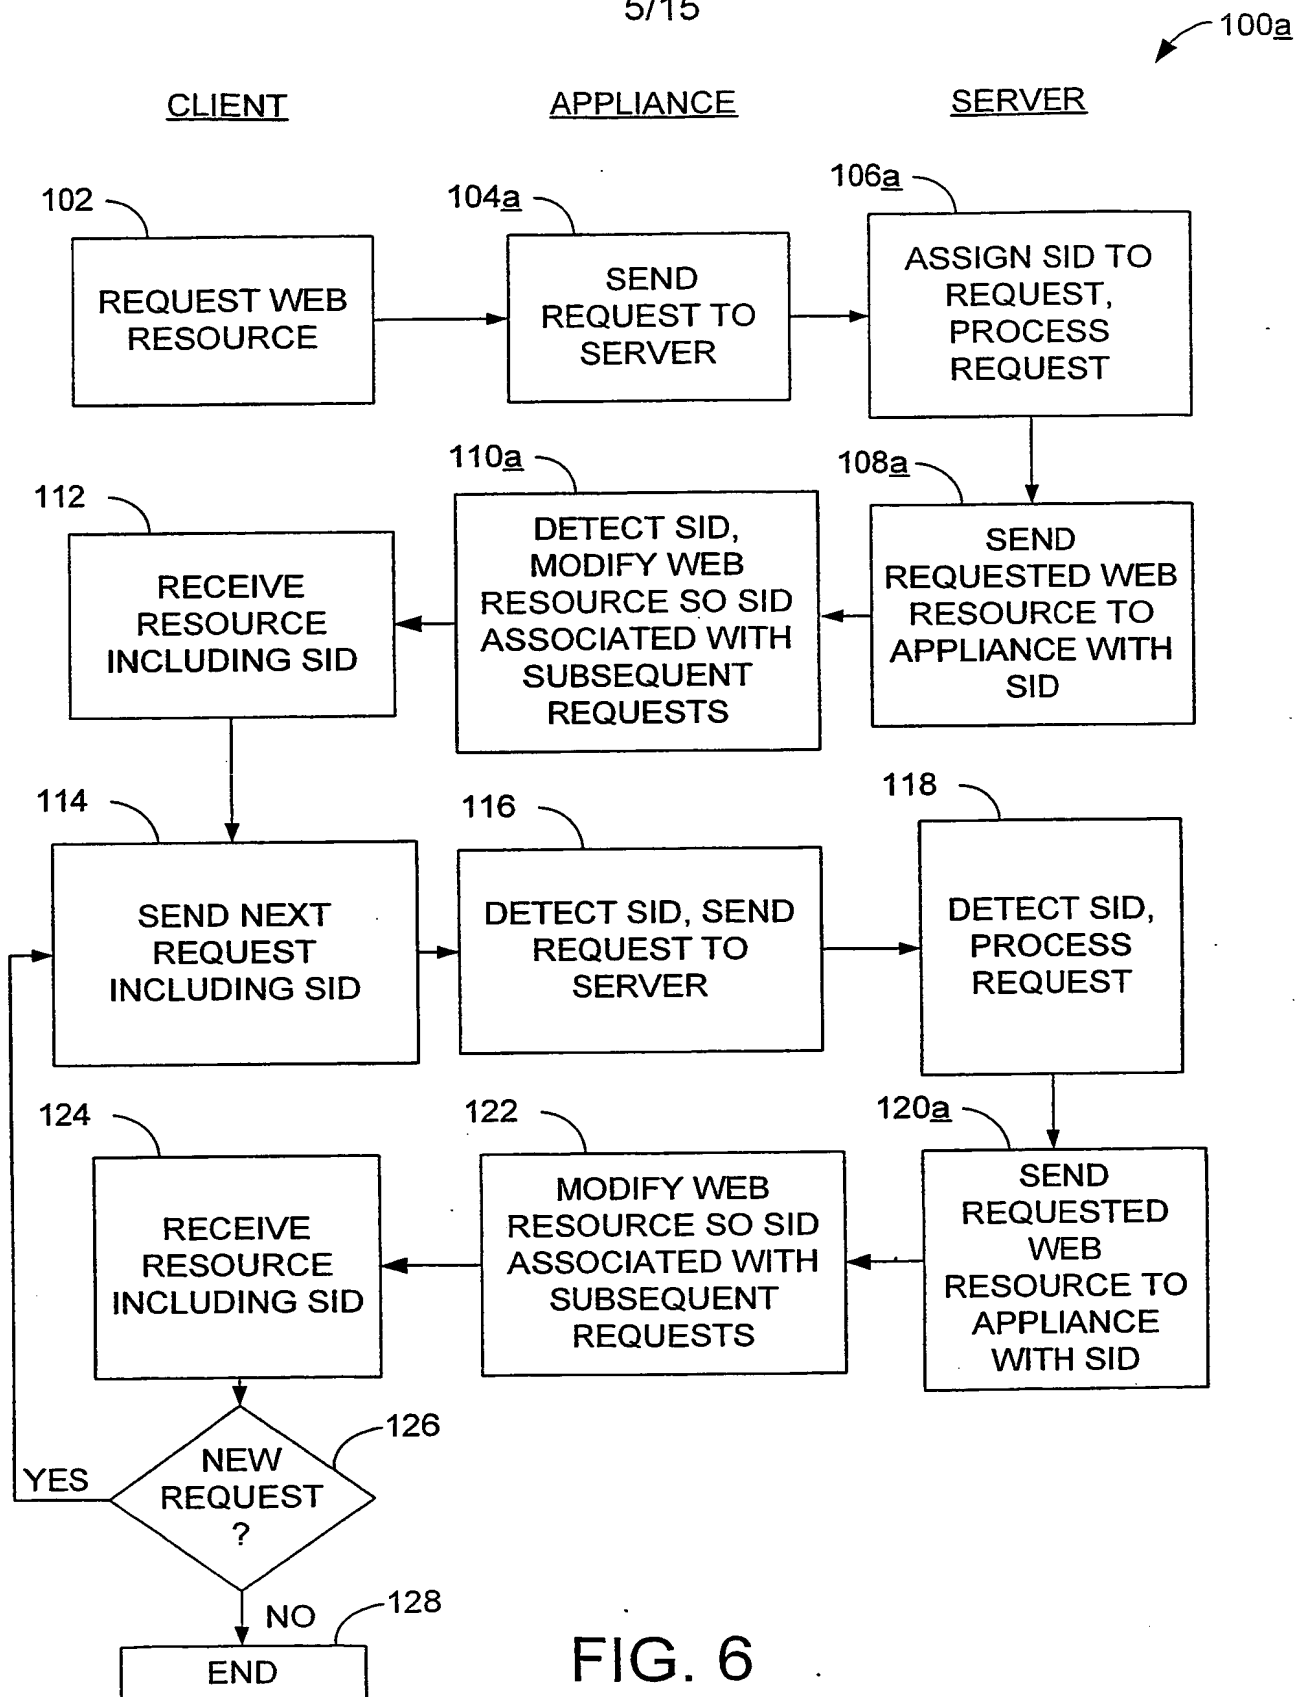 5/15
100a
CLIENT
APPLIANCE
SERVER
102
REQUEST WEB
RESOURCE
104a
SEND
REQUEST TO
SERVER
106a
ASSIGN SID TO
REQUEST,
PROCESS
REQUEST
108a
SEND
REQUESTED WEB
RESOURCE TO
APPLIANCE WITH
SID
110a
DETECT SID,
MODIFY WEB
RESOURCE SO SID
ASSOCIATED WITH
SUBSEQUENT
REQUESTS
112
RECEIVE
RESOURCE
INCLUDING SID
114
SEND NEXT
REQUEST
INCLUDING SID
116
DETECT SID, SEND
REQUEST TO
SERVER
118
DETECT SID,
PROCESS
REQUEST
120a
SEND
REQUESTED
WEB
RESOURCE TO
APPLIANCE
WITH SID
122
MODIFY WEB
RESOURCE SO SID
ASSOCIATED WITH
SUBSEQUENT
REQUESTS
124
RECEIVE
RESOURCE
INCLUDING SID
126
NEW
REQUEST
?
YES
NO
128
END
FIG. 6